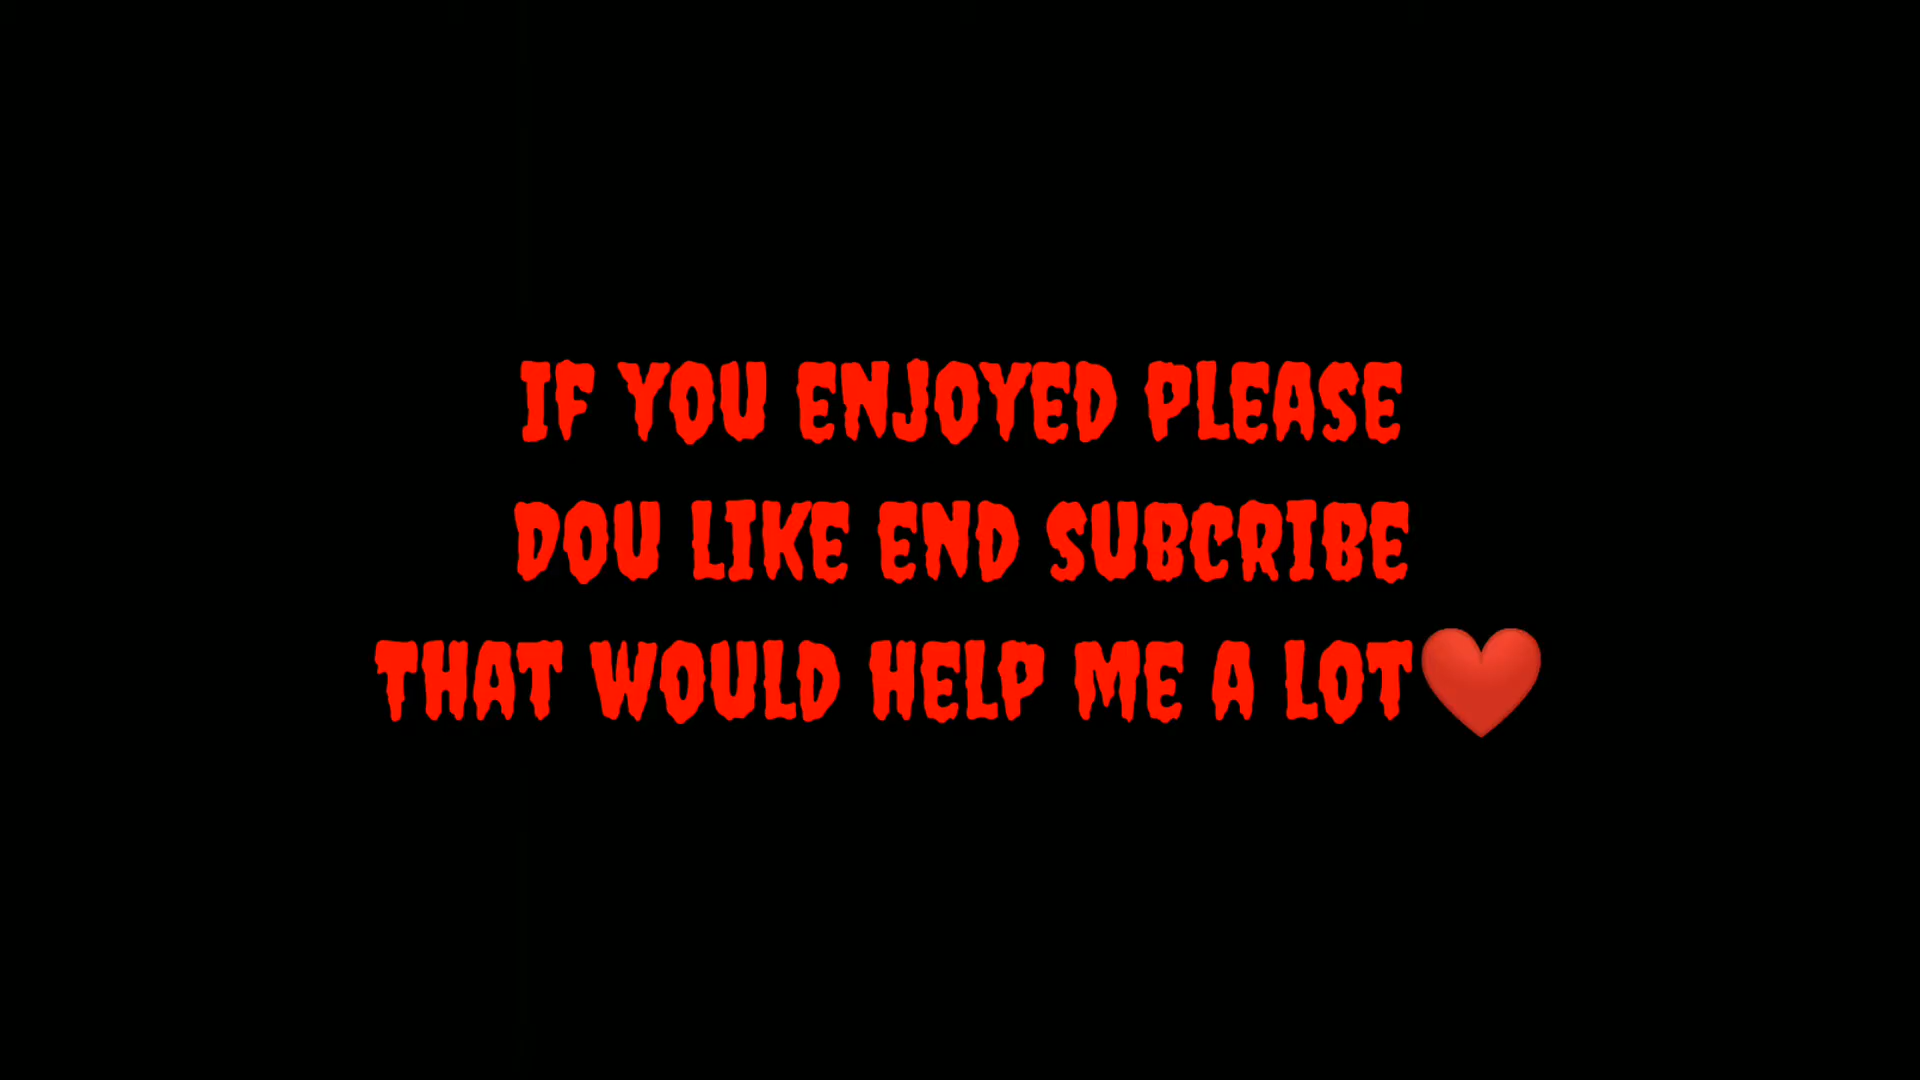 IF YOU ENJOYED PLEASE
DOU LIKE END SUBCRIBE
THAT WOULD HELP ME A LOT❤️